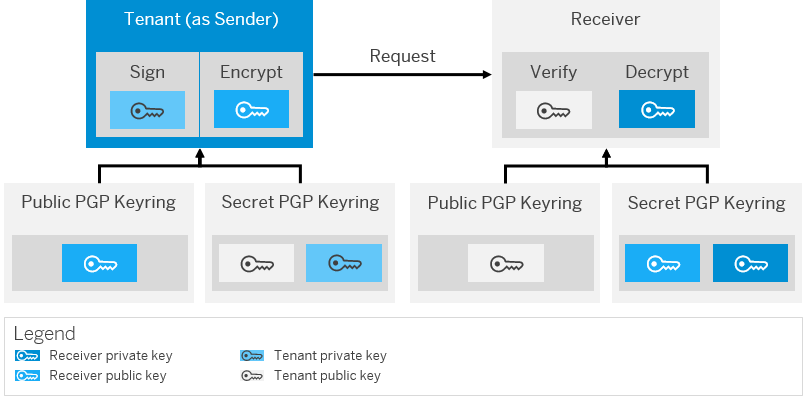 Tenant (as Sender)
Receiver
Request
Sign
Encrypt
Verify
Decrypt
Public PGP Keyring
Secret PGP Keyring
Public PGP Keyring
Secret PGP Keyring
Legend
Receiver private key
Tenant private key
Receiver public key
Tenant public key